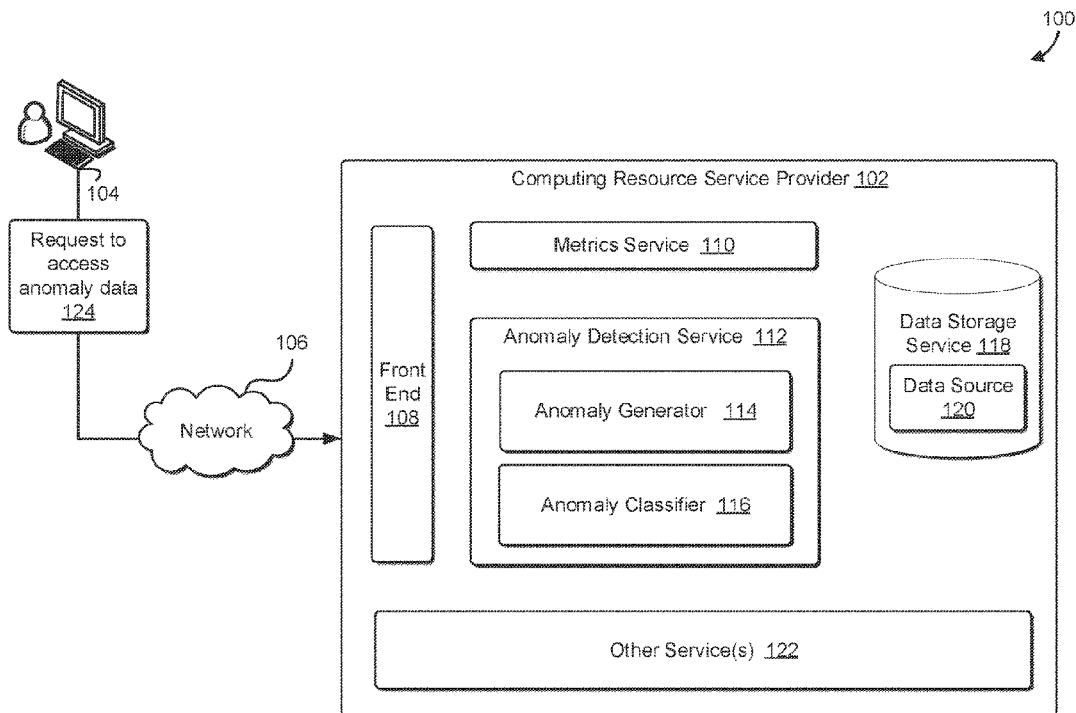 100
104
Request to
access
anomaly data
124
106
Network
Computing Resource Service Provider 102
Front
End
108
Metrics Service 110
Anomaly Detection Service 112
Anomaly Generator 114
Anomaly Classifier 116
Data Storage
Service 118
Data Source
120
Other Service(s) 122